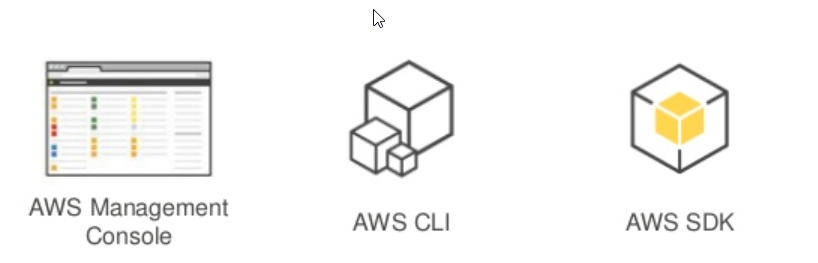 AWS Management
Console
AWS CLI
AWS SDK